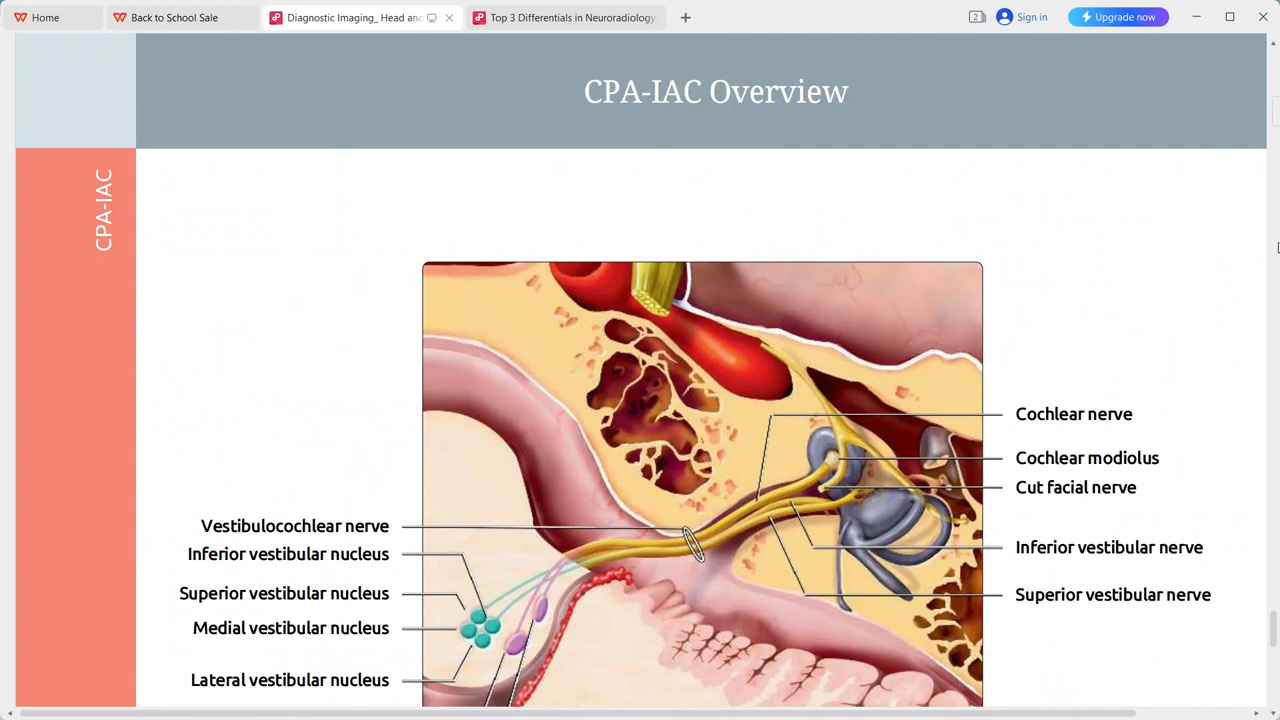 Home
Back to School Sale
Diagnostic Imaging_ Head and
Top 3 Differentials in Neuroradiology.
2
Sign in
Upgrade now
CPA-IAC Overview
CPA-IAC
Cochlear nerve
Cochlear modiolus
Cut facial nerve
Vestibulocochlear nerve
Inferior vestibular nucleus
Inferior vestibular nerve
Superior vestibular nucleus
Superior vestibular nerve
Medial vestibular nucleus
Lateral vestibular nucleus